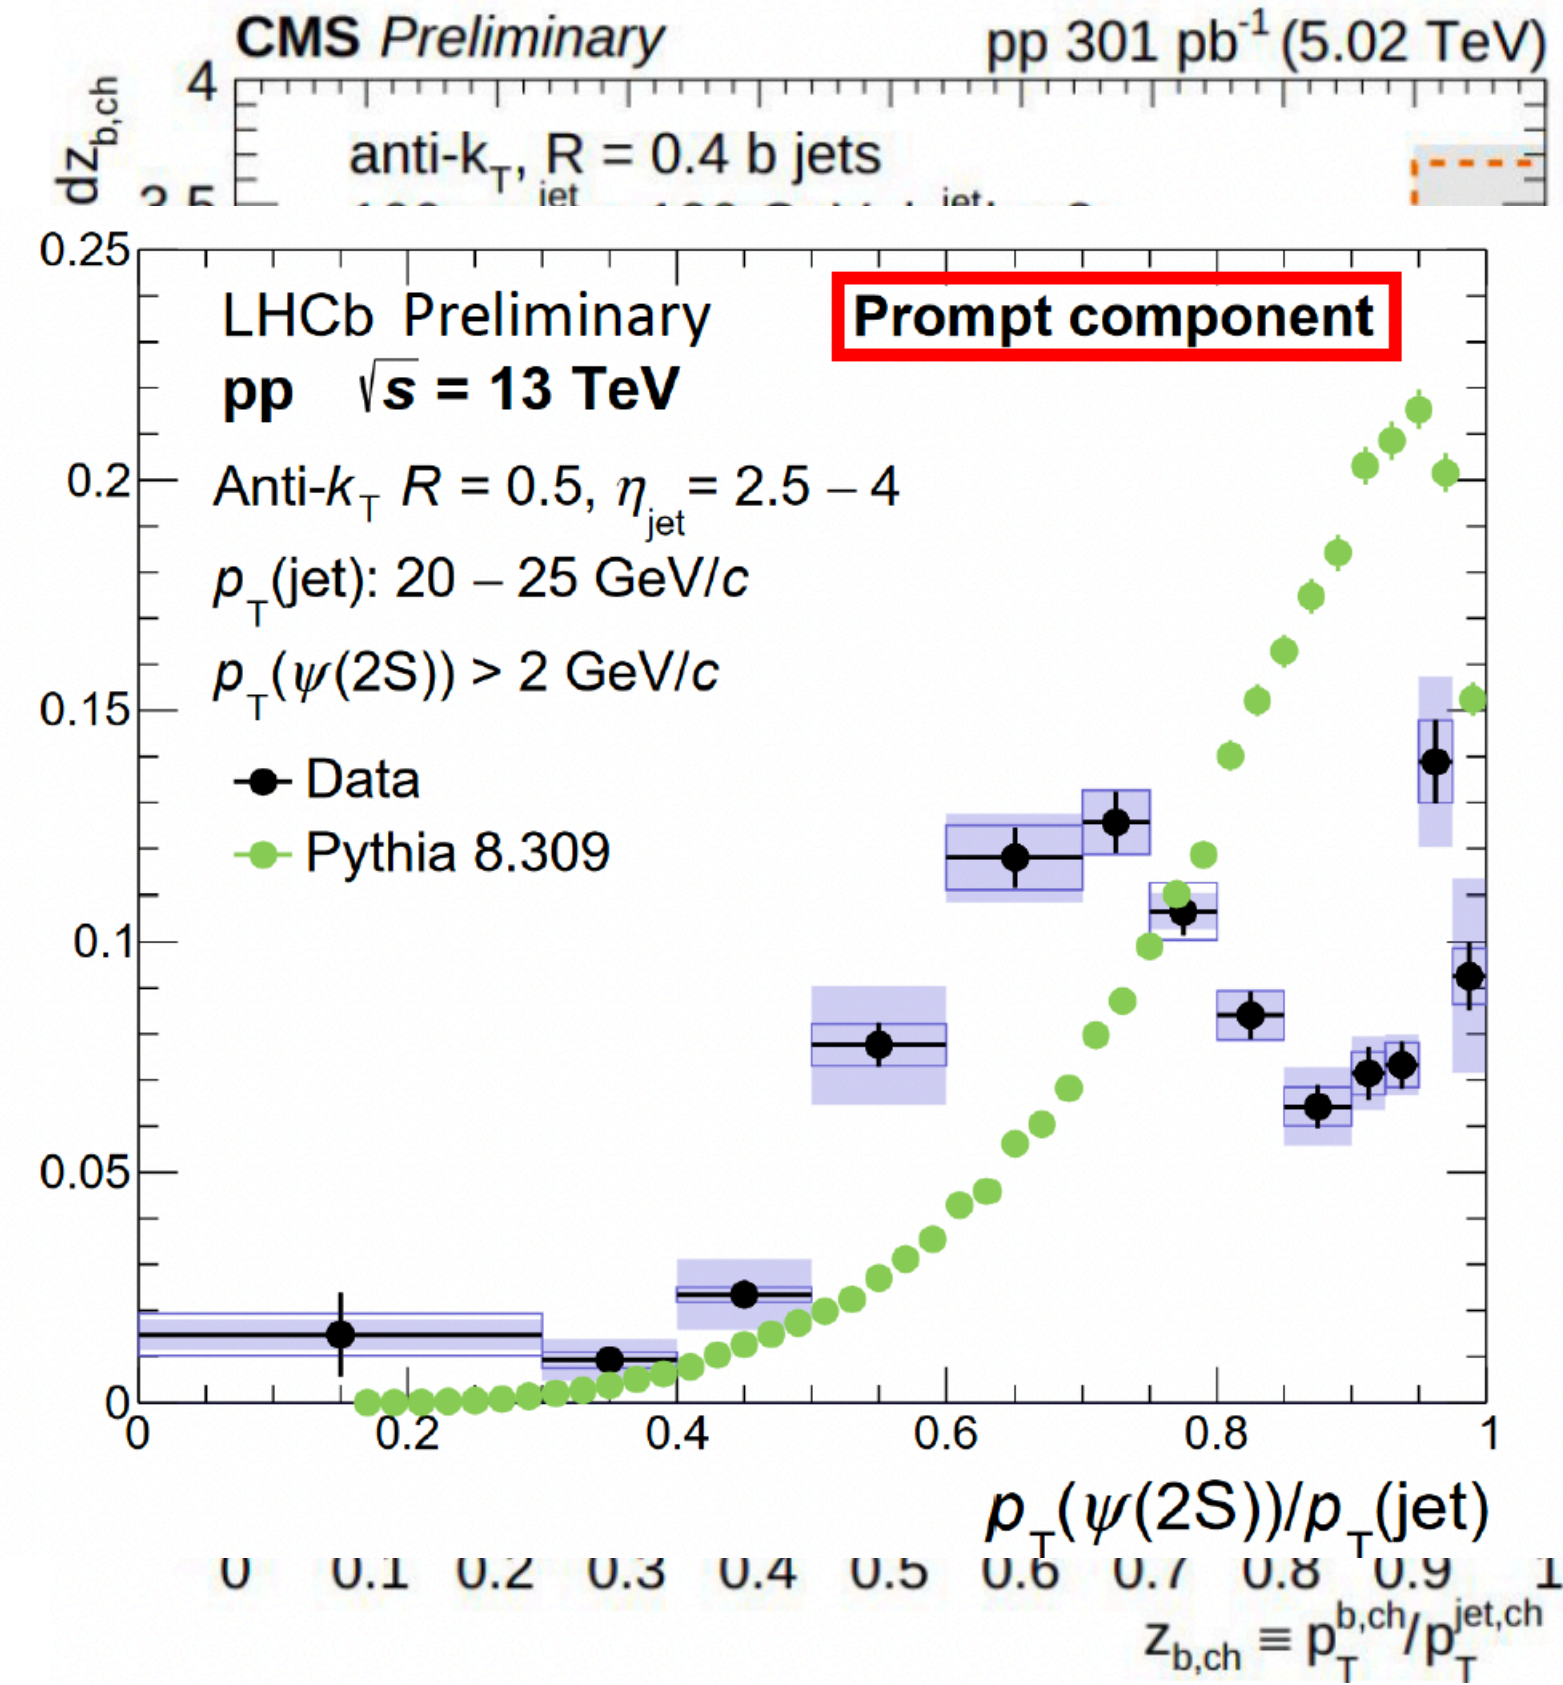 CMS Preliminary pp 301 pb⁻¹ (5.02 TeV)
4
dz_b,ch
anti-k_T, R = 0.4 b jets
0.25
LHCb Preliminary Prompt component
pp √s = 13 TeV
0.2
Anti-k_T R = 0.5, η_jet = 2.5 – 4
p_T(jet): 20 – 25 GeV/c
p_T(ψ(2S)) > 2 GeV/c
0.15
Data
Pythia 8.309
0.1
0.05
0
0 0.2 0.4 0.6 0.8 1
p_T(ψ(2S))/p_T(jet)
0 0.1 0.2 0.3 0.4 0.5 0.6 0.7 0.8 0.9 1
z_b,ch ≡ p_T^b,ch/p_T^jet,ch